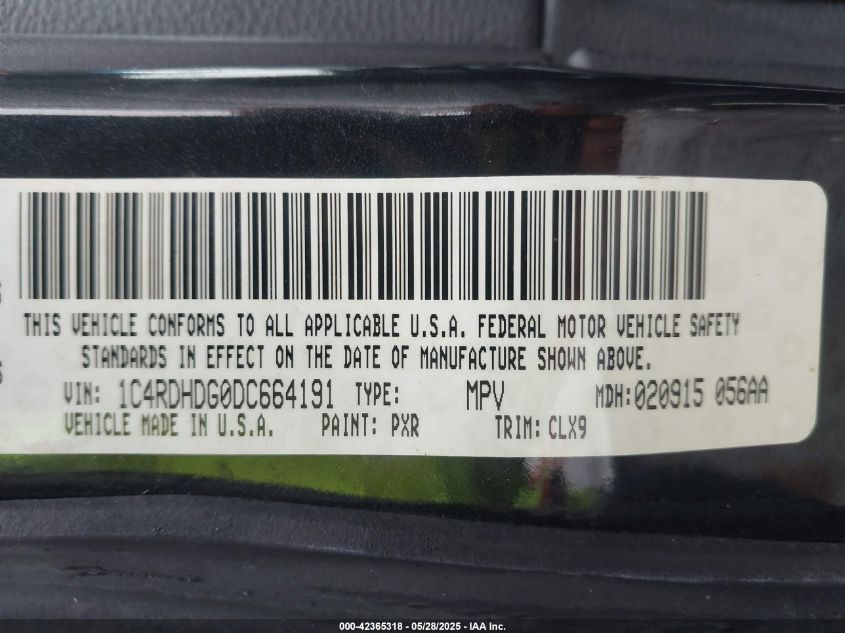 THIS VEHICLE CONFORMS TO ALL APPLICABLE U.S.A. FEDERAL MOTOR VEHICLE SAFETY
STANDARDS IN EFFECT ON THE DATE OF MANUFACTURE SHOWN ABOVE.
VIN: 1C4RDHDG0DC664191 TYPE: MPV MDH: 020915 056AA
VEHICLE MADE IN U.S.A. PAINT: PXR TRIM: CLX9
000-42365318 - 05/28/2025 - IAA Inc.